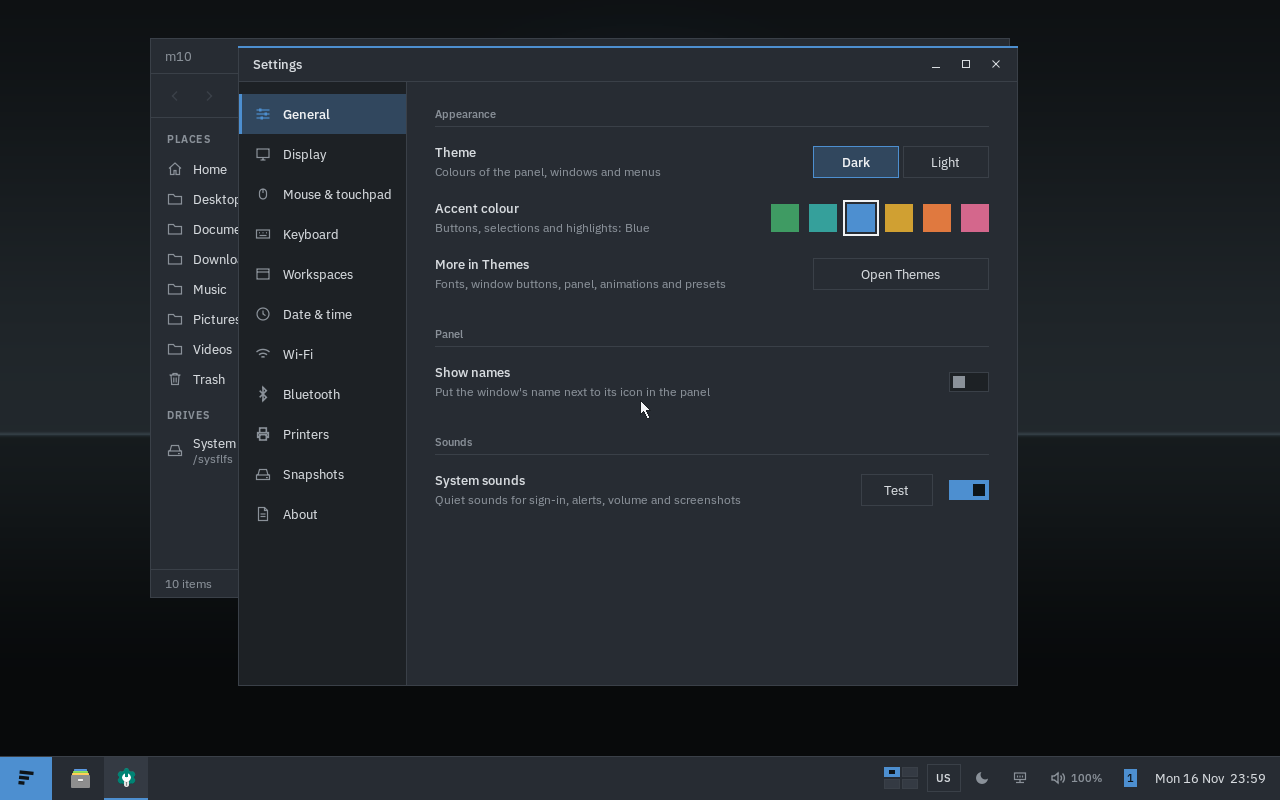 m10
Settings
PLACES
Home
Desktop
Docume
Downlo
Music
Pictures
Videos
Trash
DRIVES
System
/sysflfs
10 items
General
Display
Mouse & touchpad
Keyboard
Workspaces
Date & time
Wi-Fi
Bluetooth
Printers
Snapshots
About
Appearance
Theme
Colours of the panel, windows and menus
Dark
Light
Accent colour
Buttons, selections and highlights: Blue
More in Themes
Fonts, window buttons, panel, animations and presets
Open Themes
Panel
Show names
Put the window's name next to its icon in the panel
Sounds
System sounds
Quiet sounds for sign-in, alerts, volume and screenshots
Test
US
100%
1
Mon 16 Nov 23:59